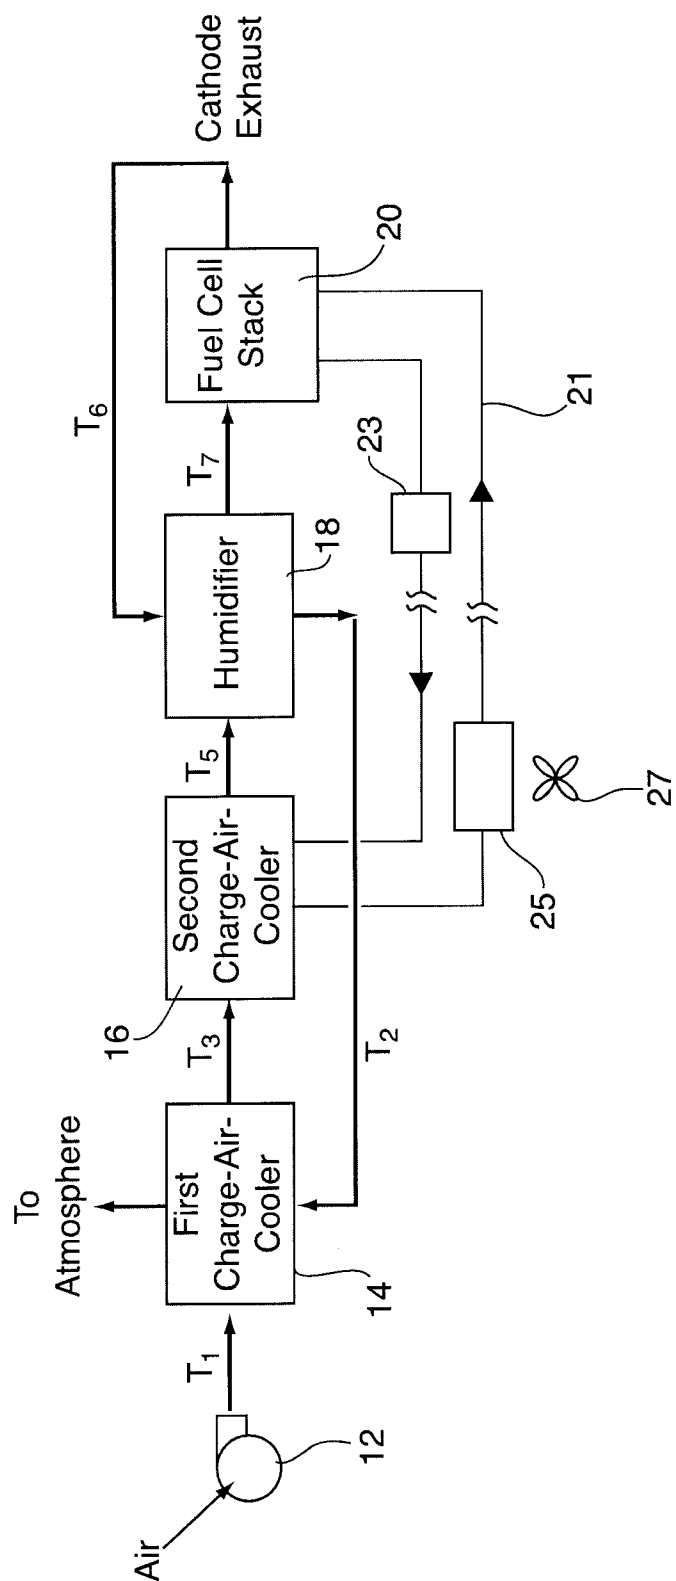 Air
12
T1
To
Atmosphere
First
Charge-Air-
Cooler
14
T3
16
Second
Charge-Air-
Cooler
T2
T5
Humidifier
18
T6
T7
Fuel Cell
Stack
20
Cathode
Exhaust
23
21
25
27